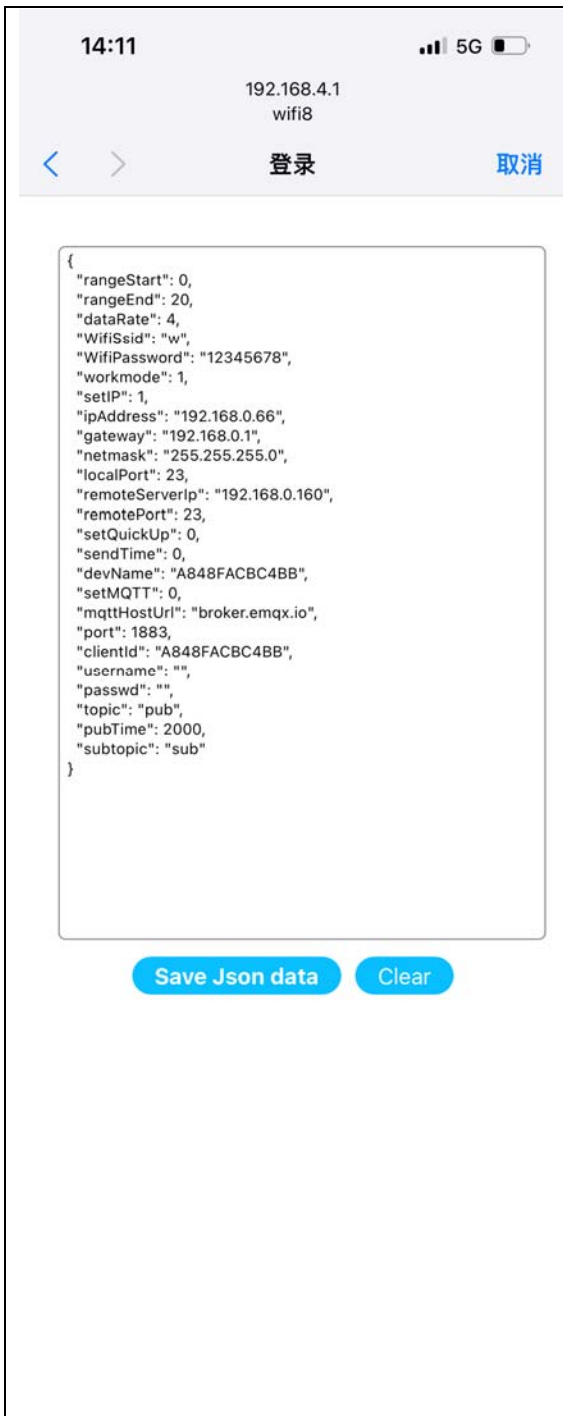 14:11
5G
192.168.4.1
wifi8
登录
取消
{
"rangeStart": 0,
"rangeEnd": 20,
"dataRate": 4,
"WifiSsid": "w",
"WifiPassword": "12345678",
"workmode": 1,
"setIP": 1,
"ipAddress": "192.168.0.66",
"gateway": "192.168.0.1",
"netmask": "255.255.255.0",
"localPort": 23,
"remoteServerIp": "192.168.0.160",
"remotePort": 23,
"setQuickUp": 0,
"sendTime": 0,
"devName": "A848FACBC4BB",
"setMQTT": 0,
"mqttHostUrl": "broker.emqx.io",
"port": 1883,
"clientId": "A848FACBC4BB",
"username": "",
"passwd": "",
"topic": "pub",
"pubTime": 2000,
"subtopic": "sub"
}
Save Json data
Clear